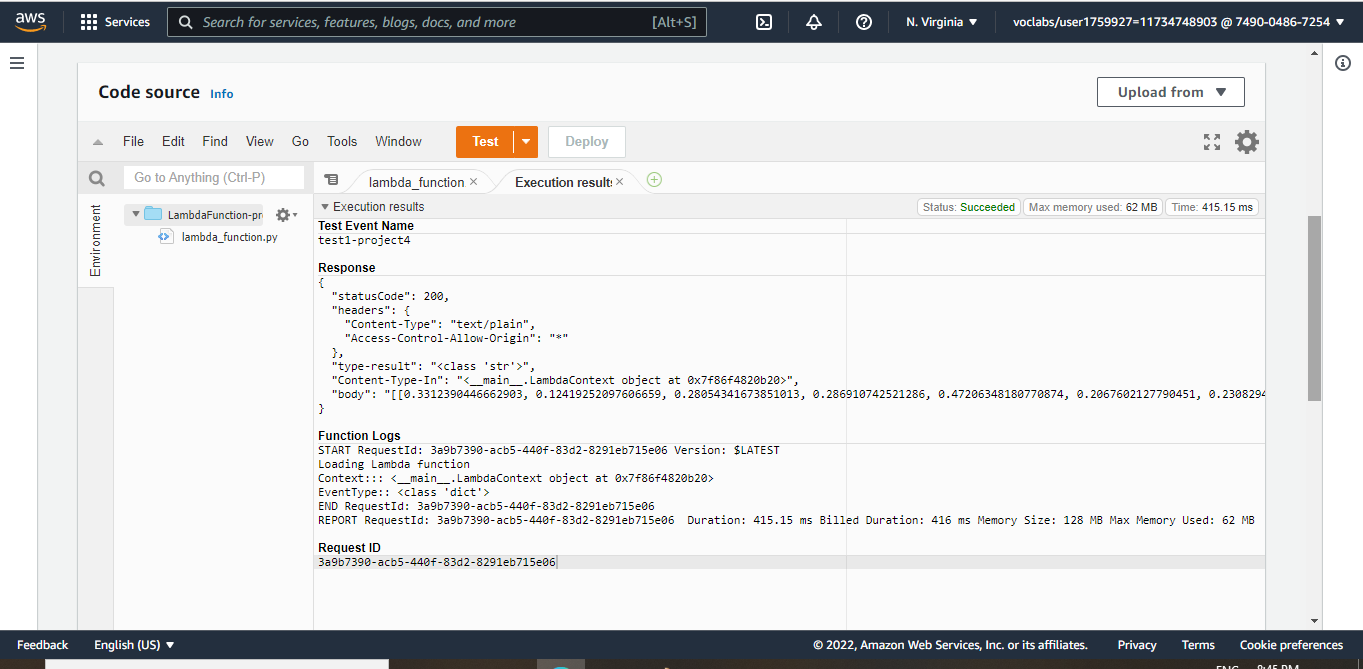 aws
Services
Search for services, features, blogs, docs, and more
[Alt+S]
N. Virginia ▼
voclabs/user1759927=11734748903 @ 7490-0486-7254 ▼
Code source Info
Upload from ▼
File Edit Find View Go Tools Window
Test
Deploy
Go to Anything (Ctrl-P)
lambda_function ×
Execution results ×
Environment
LambdaFunction-pr
lambda_function.py
▼ Execution results
Status: Succeeded
Max memory used: 62 MB
Time: 415.15 ms
Test Event Name
test1-project4
Response
{
  "statusCode": 200,
  "headers": {
    "Content-Type": "text/plain",
    "Access-Control-Allow-Origin": "*"
  },
  "type-result": "<class 'str'>",
  "Content-Type-In": "<__main__.LambdaContext object at 0x7f86f4820b20>",
  "body": "[[0.3312390446662903, 0.12419252097606659, 0.28054341673851013, 0.286910742521286, 0.47206348180770874, 0.2067602127790451, 0.2308294
}
Function Logs
START RequestId: 3a9b7390-acb5-440f-83d2-8291eb715e06 Version: $LATEST
Loading Lambda function
Context::: <__main__.LambdaContext object at 0x7f86f4820b20>
EventType:: <class 'dict'>
END RequestId: 3a9b7390-acb5-440f-83d2-8291eb715e06
REPORT RequestId: 3a9b7390-acb5-440f-83d2-8291eb715e06  Duration: 415.15 ms Billed Duration: 416 ms Memory Size: 128 MB Max Memory Used: 62 MB
Request ID
3a9b7390-acb5-440f-83d2-8291eb715e06
Feedback
English (US) ▼
© 2022, Amazon Web Services, Inc. or its affiliates.
Privacy
Terms
Cookie preferences
ENG
8:45 PM